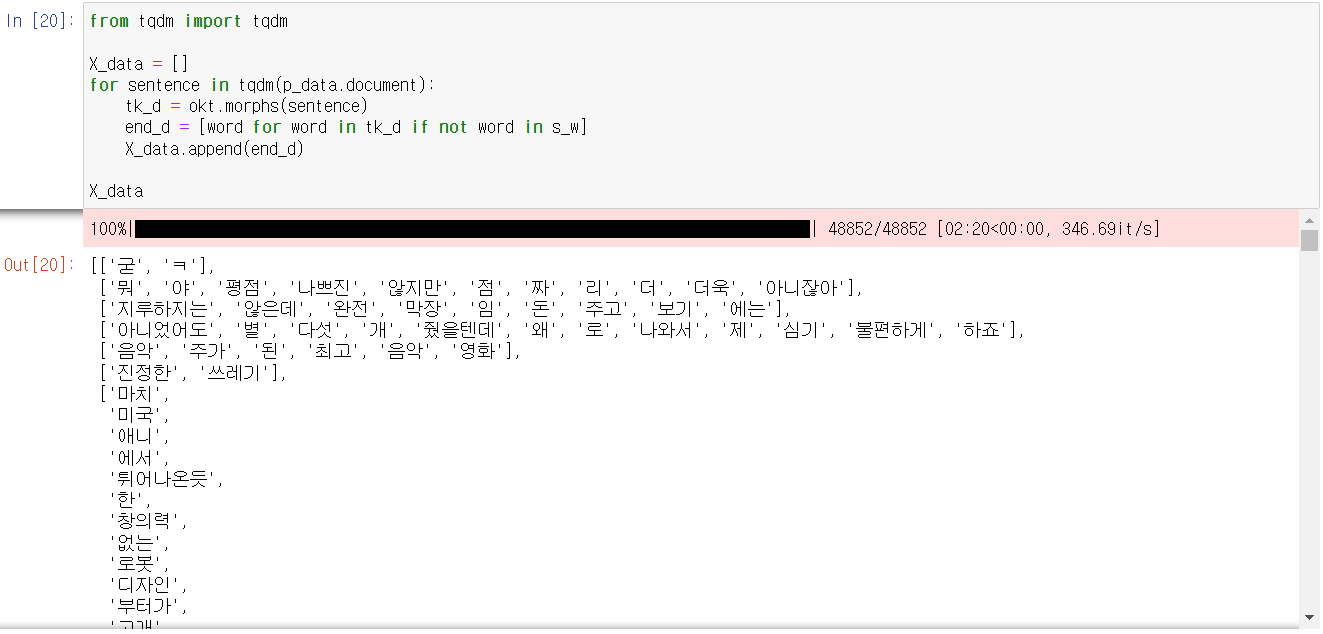 In [20]: from tqdm import tqdm
X_data = []
for sentence in tqdm(p_data.document):
    tk_d = okt.morphs(sentence)
    end_d = [word for word in tk_d if not word in s_w]
    X_data.append(end_d)
X_data
100%| | 48852/48852 [02:20<00:00, 346.69it/s]
Out[20]: [['굳', 'ㅋ'],
['뭐', '야', '평점', '나쁘진', '않지만', '점', '짜', '리', '더', '더욱', '아니잖아'],
['지루하지는', '않은데', '완전', '막장', '임', '돈', '주고', '보기', '에는'],
['아니었어도', '별', '다섯', '개', '줬을텐데', '왜', '로', '나와서', '제', '심기', '불편하게', '하죠'],
['음악', '주가', '된', '최고', '음악', '영화'],
['진정한', '쓰레기'],
['마치',
'미국',
'애니',
'에서',
'튀어나온듯',
'한',
'창의력',
'없는',
'로봇',
'디자인',
'부터가',
'고개'